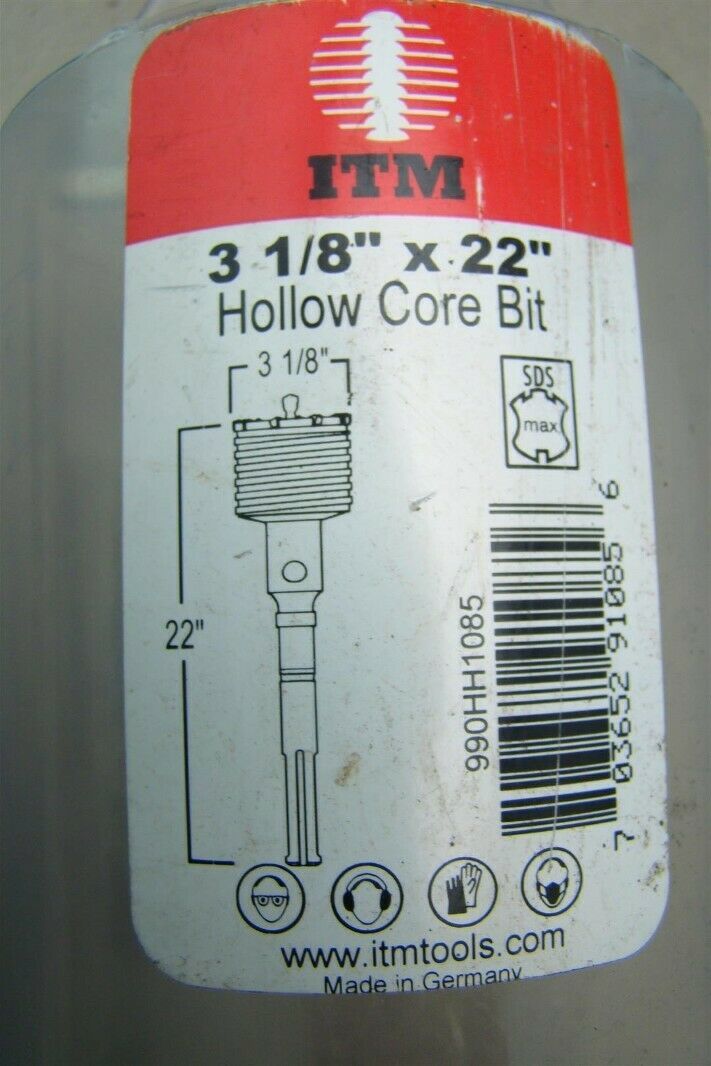 ITM
3 1/8" x 22"
Hollow Core Bit
3 1/8"
SDS
max
22"
990HH1085
7 03652 91085 6
www.itmtools.com
Made in Germany